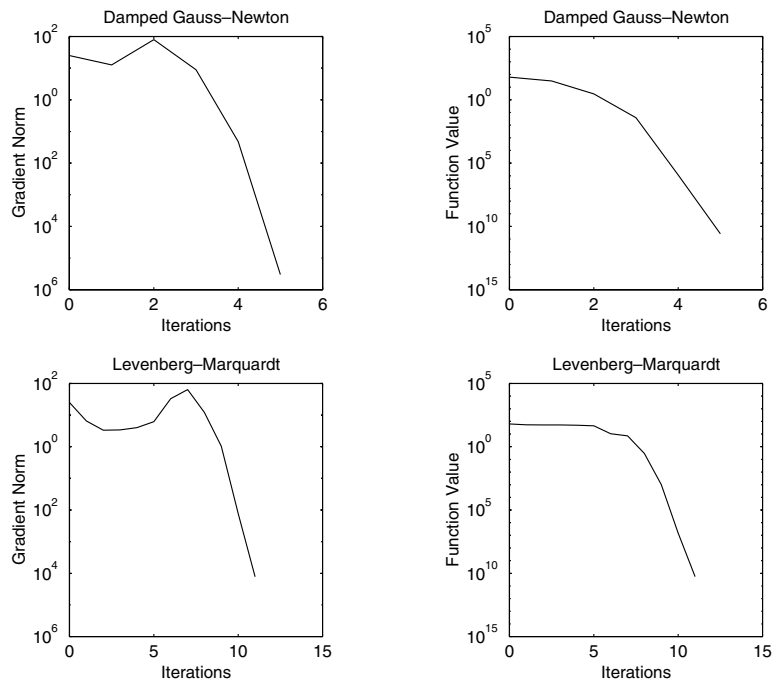 Damped Gauss–Newton
10^2
10^0
10^2
10^4
10^6
Gradient Norm
0 2 4 6
Iterations
Damped Gauss–Newton
10^5
10^0
10^5
10^10
10^15
Function Value
0 2 4 6
Iterations
Levenberg–Marquardt
10^2
10^0
10^2
10^4
10^6
Gradient Norm
0 5 10 15
Iterations
Levenberg–Marquardt
10^5
10^0
10^5
10^10
10^15
Function Value
0 5 10 15
Iterations